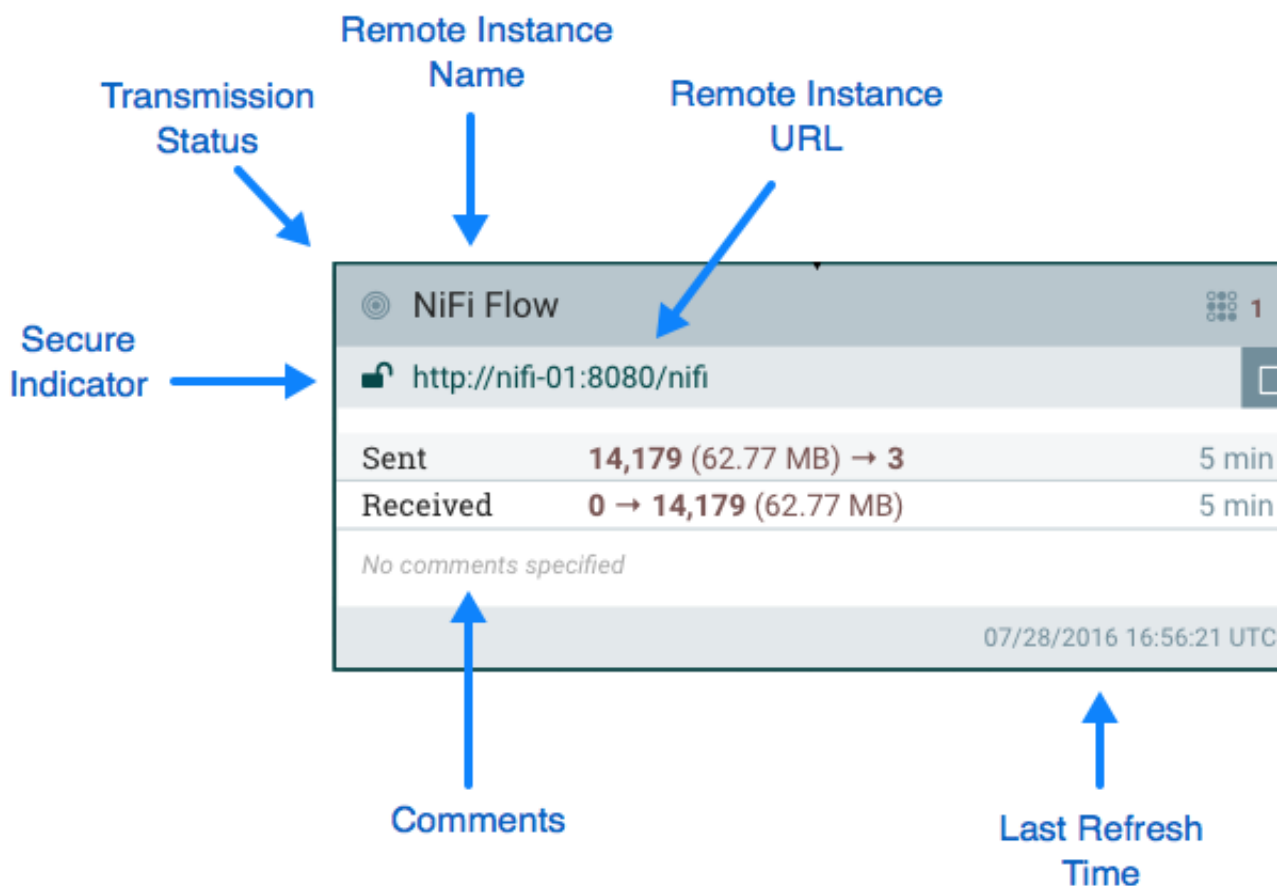 Remote Instance
Name
Transmission
Status
Remote Instance
URL
NiFi Flow
1
Secure
Indicator
http://nifi-01:8080/nifi
Sent 14,179 (62.77 MB) → 3 5 min
Received 0 → 14,179 (62.77 MB) 5 min
No comments specified
07/28/2016 16:56:21 UTC
Comments
Last Refresh
Time